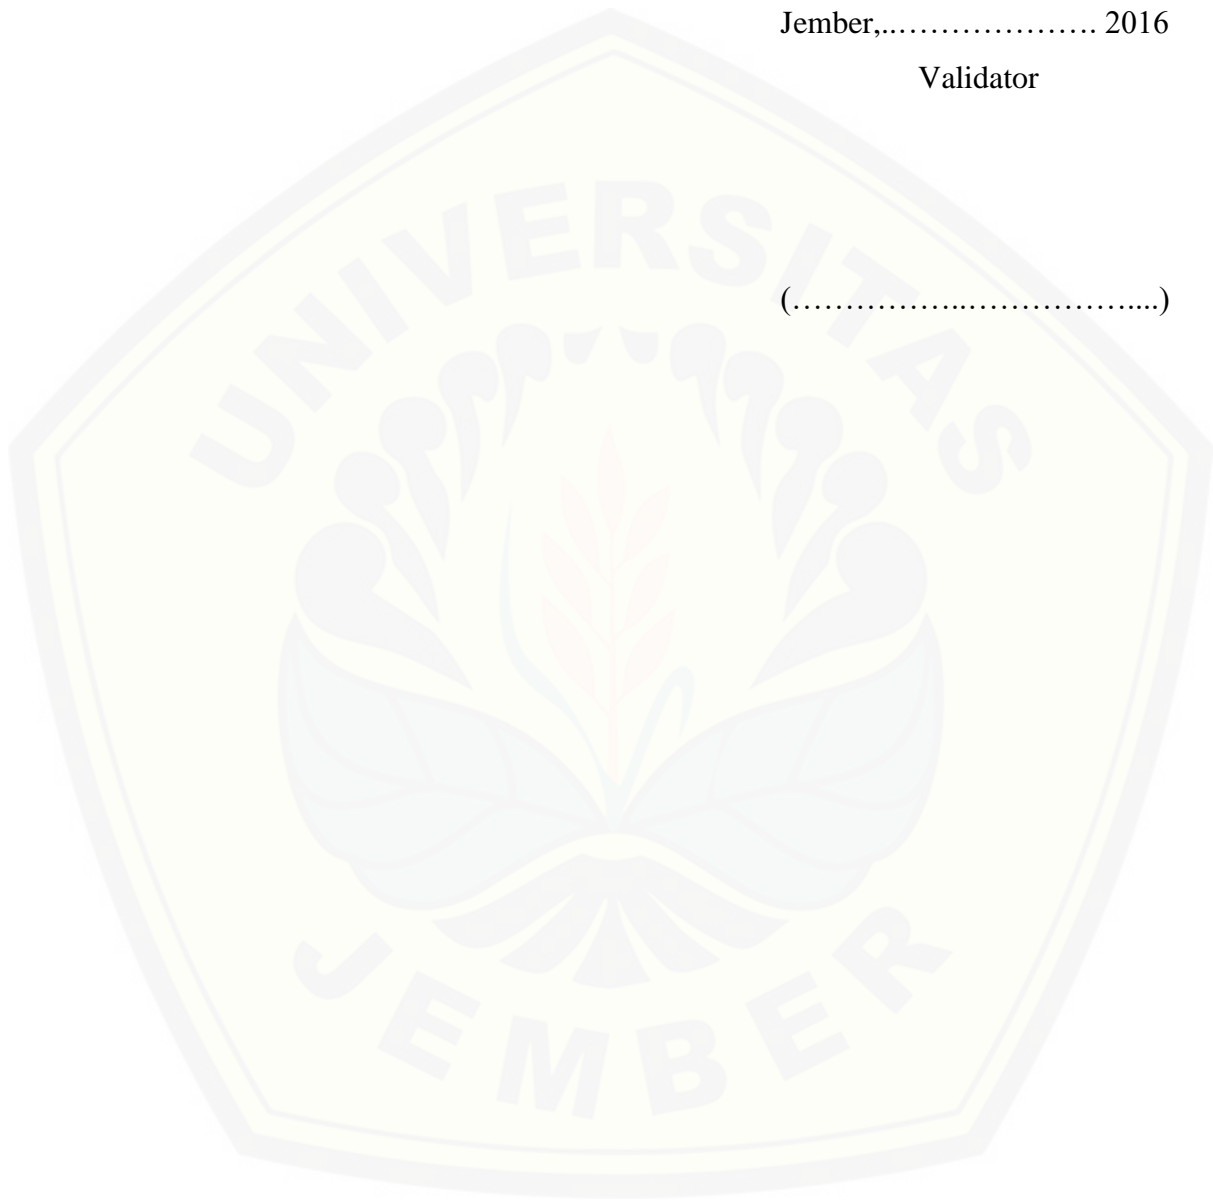 Jember,..………………. 2016
Validator
(……………..……………....)
UNIVERSITAS
JEMBER